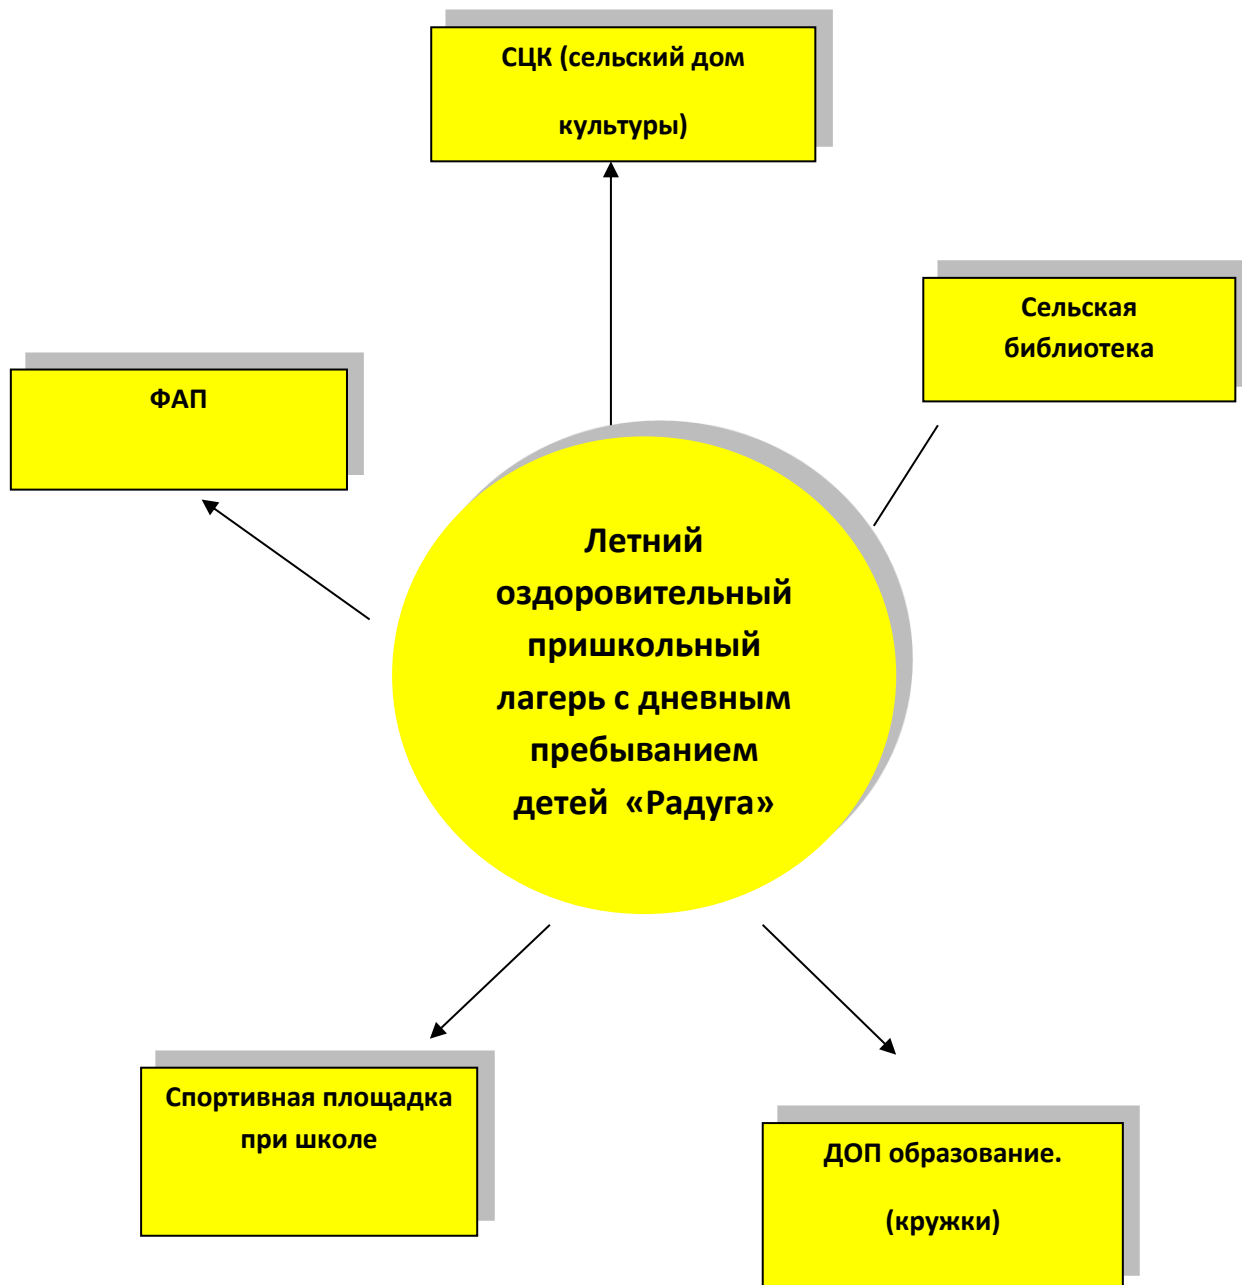 СЦК (сельский дом
культуры)
Сельская
библиотека
ФАП
Летний
оздоровительный
пришкольный
лагерь с дневным
пребыванием
детей «Радуга»
Спортивная площадка
при школе
ДОП образование.
(кружки)